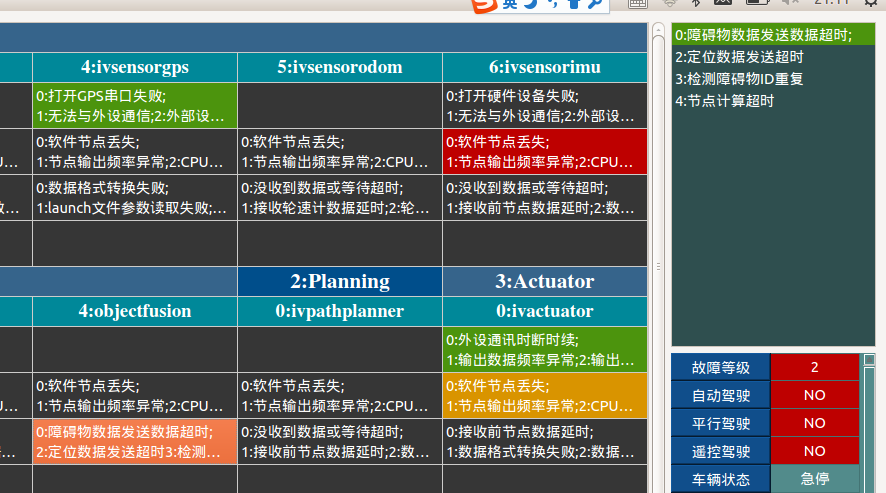 英
21:11
4:ivsensorgps 5:ivsensorodom 6:ivsensorimu
0:打开GPS串口失败; 0:打开硬件设备失败;
1:无法与外设通信;2:外部设… 1:无法与外设通信;2:外部设…
0:软件节点丢失; 0:软件节点丢失; 0:软件节点丢失;
1:节点输出频率异常;2:CPU… 1:节点输出频率异常;2:CPU… 1:节点输出频率异常;2:CPU…
0:数据格式转换失败; 0:没收到数据或等待超时; 0:没收到数据或等待超时;
1:launch文件参数读取失败;… 1:接收轮速计数据延时;2:轮… 1:接收前节点数据延时;2:数…
2:Planning 3:Actuator
4:objectfusion 0:ivpathplanner 0:ivactuator
0:外设通讯时断时续;
1:输出数据频率异常;2:输出…
0:软件节点丢失; 0:软件节点丢失; 0:软件节点丢失;
1:节点输出频率异常;2:CPU… 1:节点输出频率异常;2:CPU… 1:节点输出频率异常;2:CPU…
0:障碍物数据发送数据超时; 0:没收到数据或等待超时; 0:接收前节点数据延时;
2:定位数据发送超时3:检测… 1:接收前节点数据延时;2:数… 1:数据格式转换失败;2:数据…
0:障碍物数据发送数据超时;
2:定位数据发送超时
3:检测障碍物ID重复
4:节点计算超时
故障等级 2
自动驾驶 NO
平行驾驶 NO
遥控驾驶 NO
车辆状态 急停